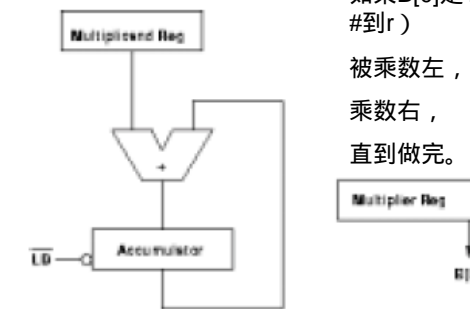 #到r）
被乘数左，
乘数右，
直到做完。
Multiplicand Reg
+
Accumulator
LD
Multiplier Reg